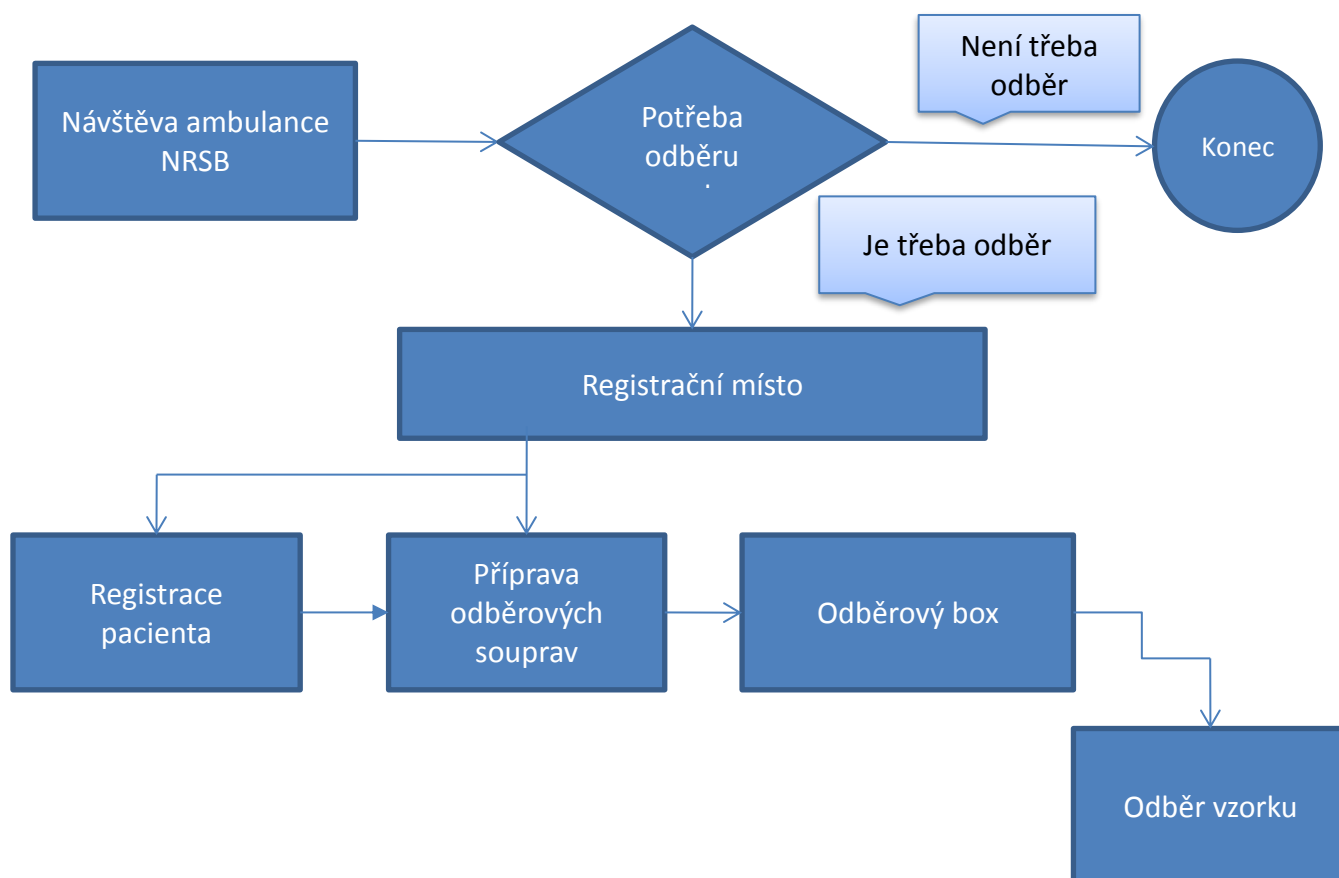 Návštěva ambulance
NRSB
Potřeba
odběru
Není třeba
odběr
Konec
Je třeba odběr
Registrační místo
Registrace
pacienta
Příprava
odběrových
souprav
Odběrový box
Odběr vzorku